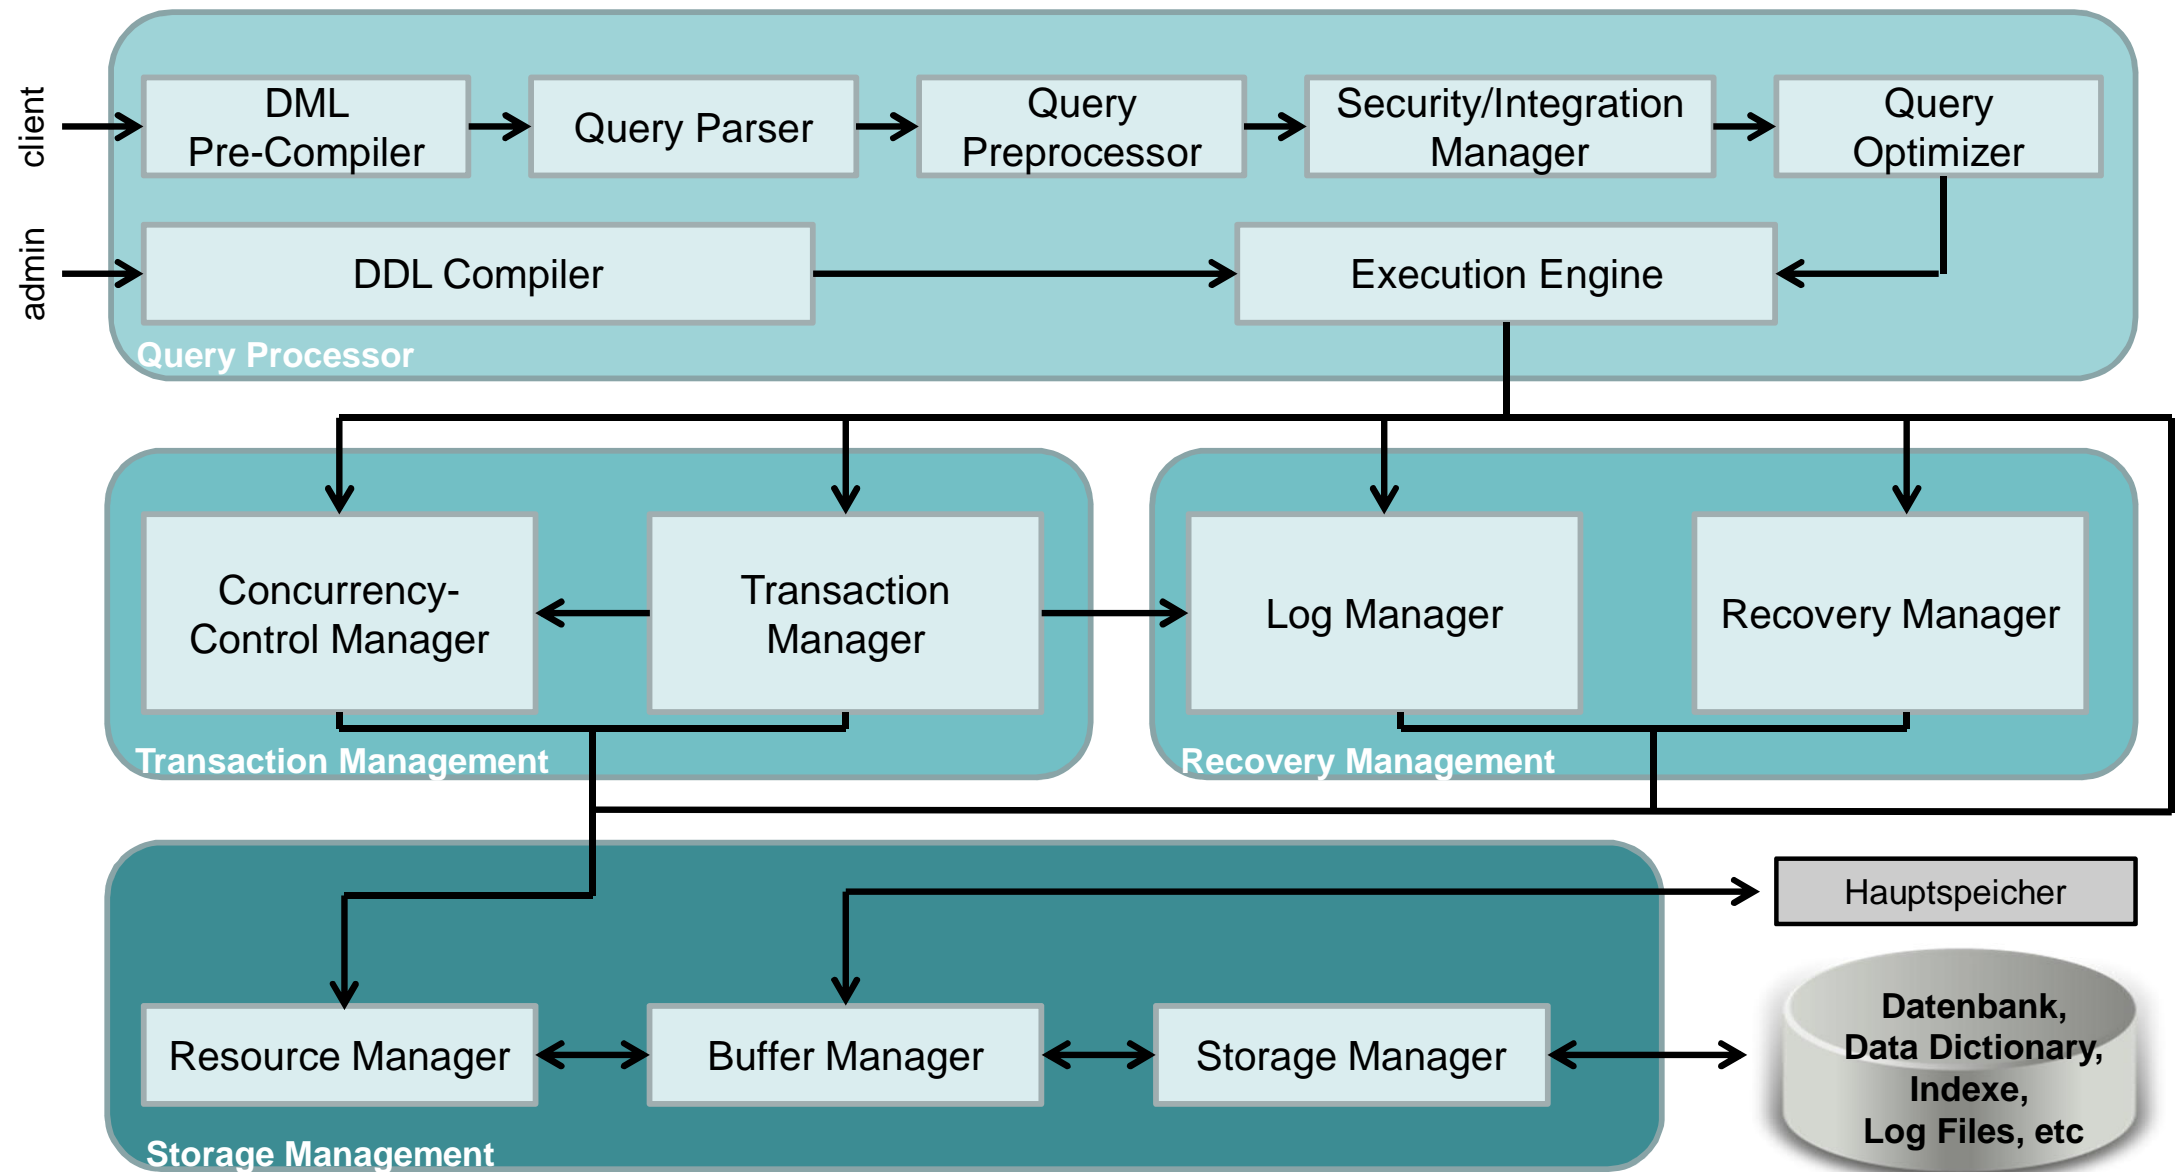 client
DML
Pre-Compiler
Query Parser
Query
Preprocessor
Security/Integration
Manager
Query
Optimizer
admin
DDL Compiler
Execution Engine
Query Processor
Concurrency-
Control Manager
Transaction
Manager
Log Manager
Recovery Manager
Transaction Management
Recovery Management
Hauptspeicher
Resource Manager
Buffer Manager
Storage Manager
Datenbank,
Data Dictionary,
Indexe,
Log Files, etc
Storage Management